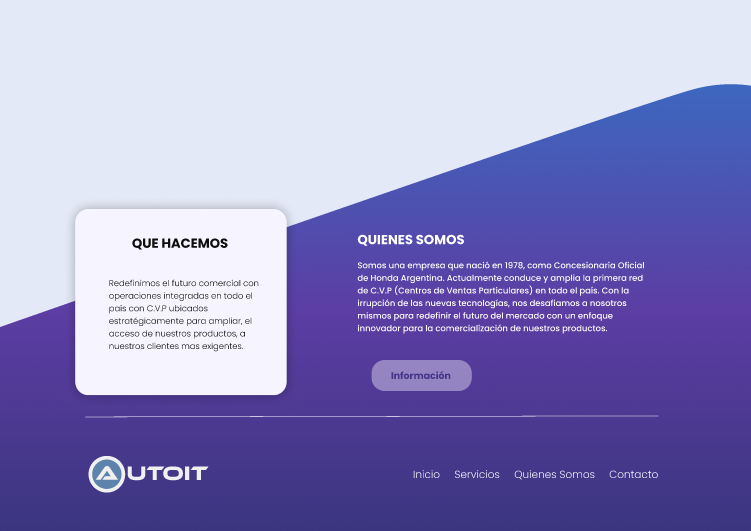 QUE HACEMOS
Redefinimos el futuro comercial con
operaciones integradas en todo el
país con C.V.P ubicados
estratégicamente para ampliar, el
acceso de nuestros productos, a
nuestros clientes mas exigentes.
QUIENES SOMOS
Somos una empresa que nació en 1978, como Concesionaria Oficial
de Honda Argentina. Actualmente conduce y amplia la primera red
de C.V.P (Centros de Ventas Particulares) en todo el país. Con la
irrupción de las nuevas tecnologías, nos desafiamos a nosotros
mismos para redefinir el futuro del mercado con un enfoque
innovador para la comercialización de nuestros productos.
Información
AUTOIT
Inicio Servicios Quienes Somos Contacto